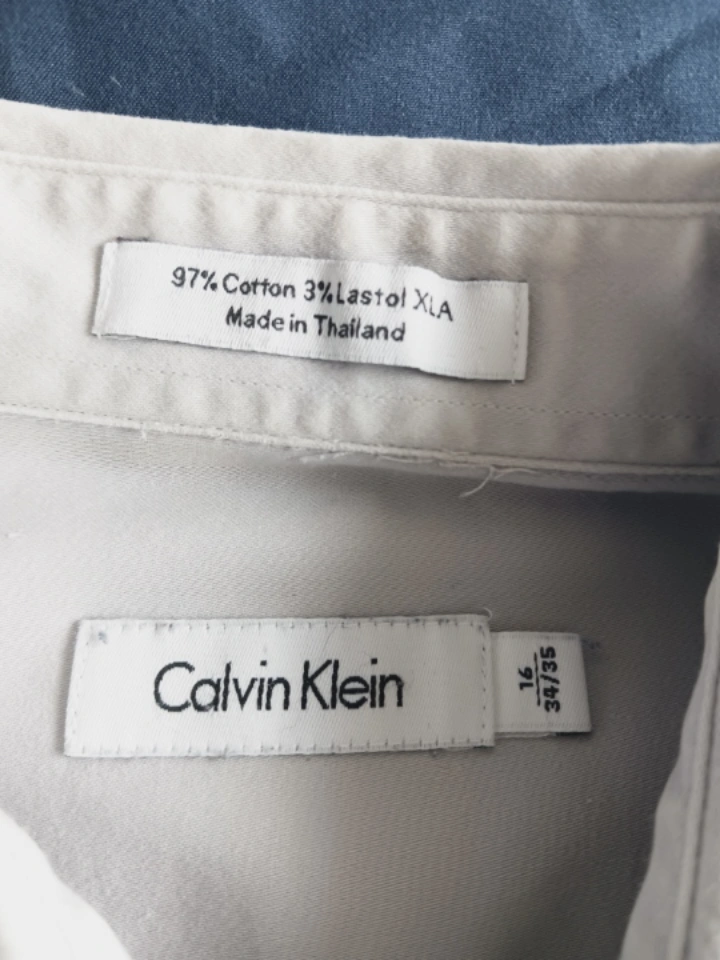 97% Cotton 3% Lastol XLA
Made in Thailand
Calvin Klein
16
34/35